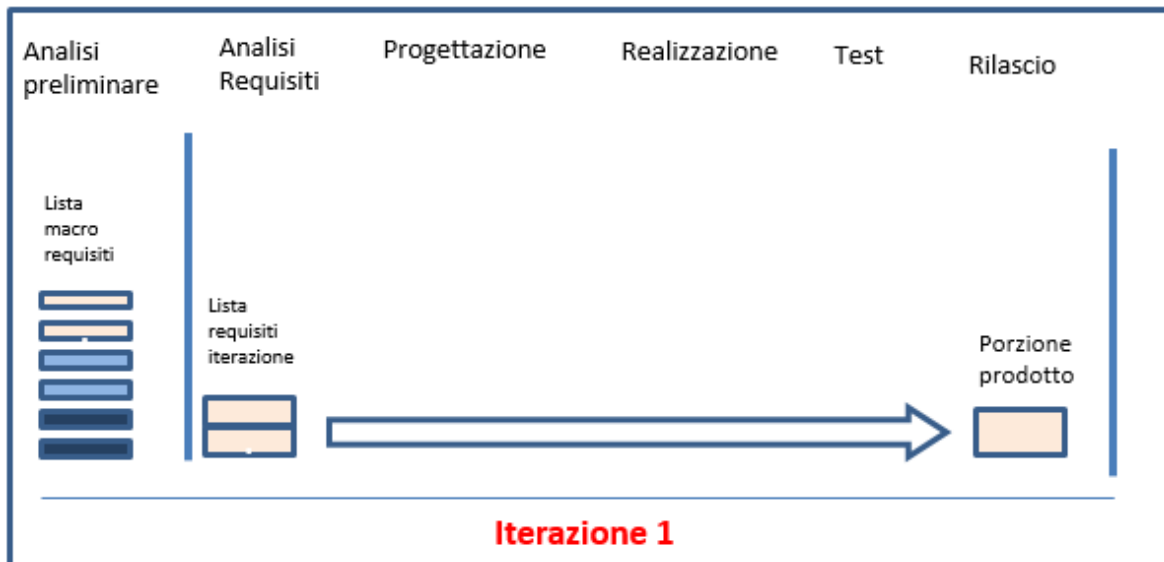 Analisi
preliminare
Analisi
Requisiti
Progettazione
Realizzazione
Test
Rilascio
Lista
macro
requisiti
Lista
requisiti
iterazione
Porzione
prodotto
Iterazione 1